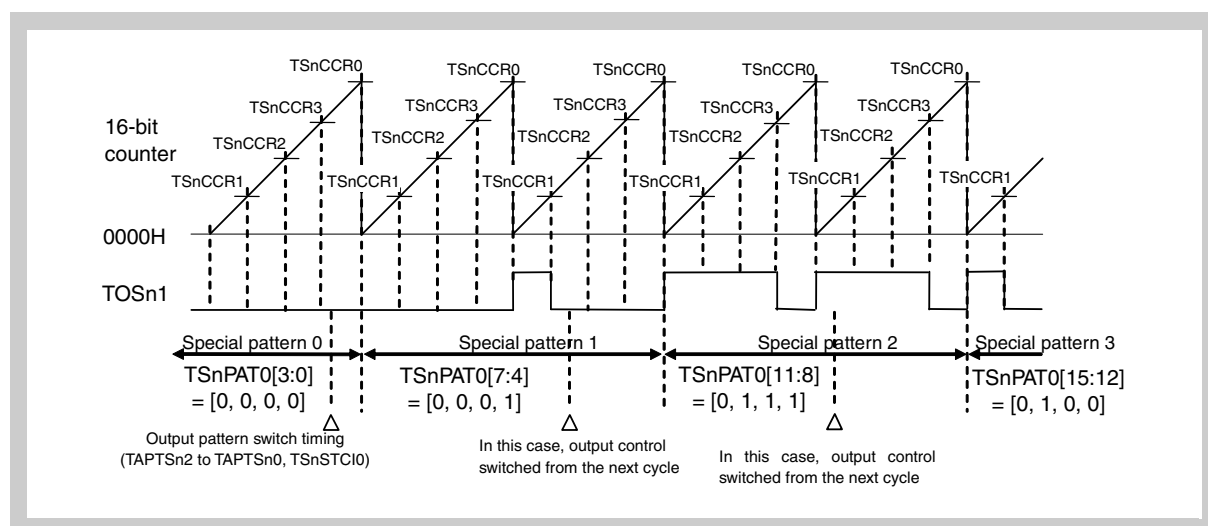 TSnCCR0 TSnCCR0 TSnCCR0 TSnCCR0 TSnCCR0
TSnCCR3 TSnCCR3 TSnCCR3 TSnCCR3 TSnCCR3
16-bit
counter
TSnCCR2 TSnCCR2 TSnCCR2 TSnCCR2 TSnCCR2
TSnCCR1 TSnCCR1 TSnCCR1 TSnCCR1 TSnCCR1 TSnCCR1
0000H
TOSn1
Special pattern 0 Special pattern 1 Special pattern 2 Special pattern 3
TSnPAT0[3:0]
= [0, 0, 0, 0]
TSnPAT0[7:4]
= [0, 0, 0, 1]
TSnPAT0[11:8]
= [0, 1, 1, 1]
TSnPAT0[15:12]
= [0, 1, 0, 0]
Output pattern switch timing
(TAPTSn2 to TAPTSn0, TSnSTCI0)
In this case, output control
switched from the next cycle
In this case, output control
switched from the next cycle